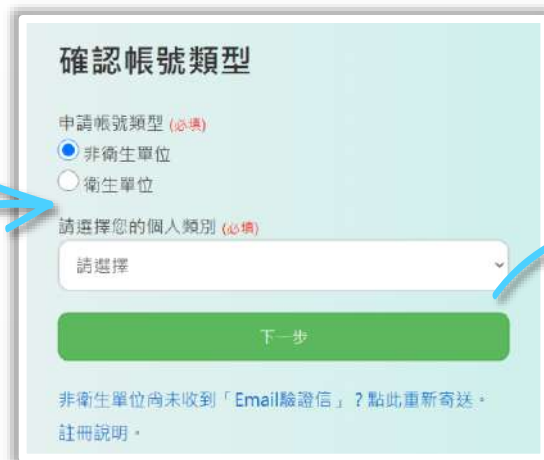 確認帳號類型
申請帳號類型 (必填)
非衛生單位
衛生單位
請選擇您的個人類別 (必填)
請選擇
下一步
非衛生單位尚未收到「Email驗證信」?點此重新寄送。
註冊說明。